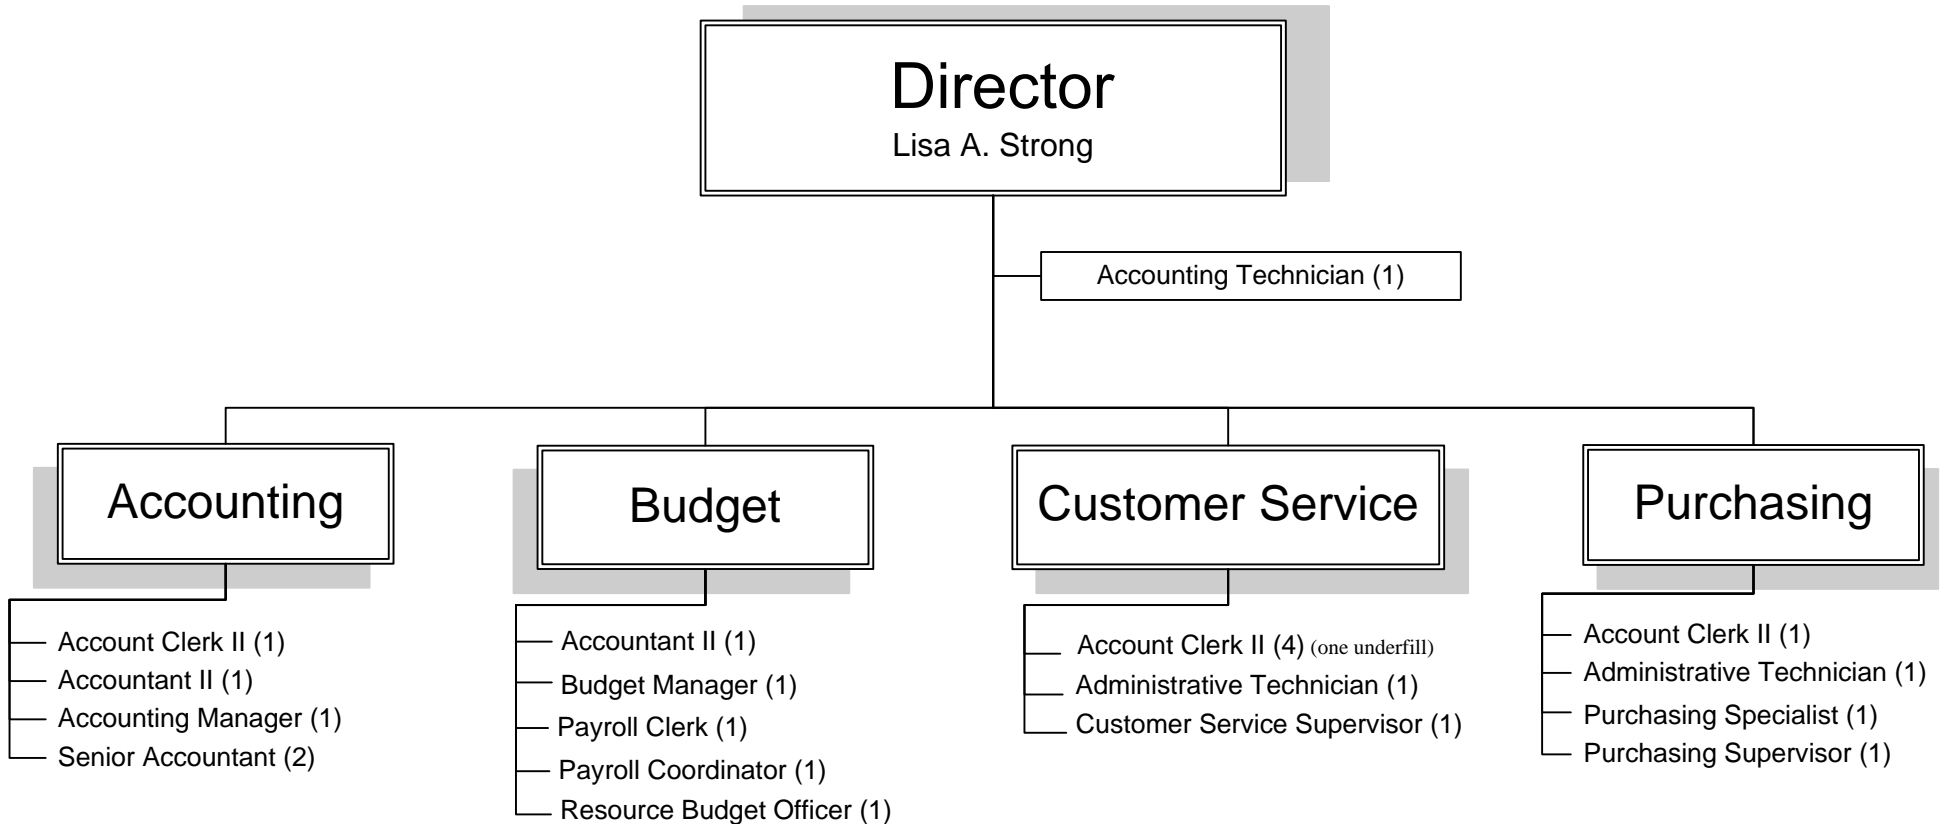 Director
Lisa A. Strong
Accounting Technician (1)
Accounting
Account Clerk II (1)
Accountant II (1)
Accounting Manager (1)
Senior Accountant (2)
Budget
Accountant II (1)
Budget Manager (1)
Payroll Clerk (1)
Payroll Coordinator (1)
Resource Budget Officer (1)
Customer Service
Account Clerk II (4) (one underfill)
Administrative Technician (1)
Customer Service Supervisor (1)
Purchasing
Account Clerk II (1)
Administrative Technician (1)
Purchasing Specialist (1)
Purchasing Supervisor (1)